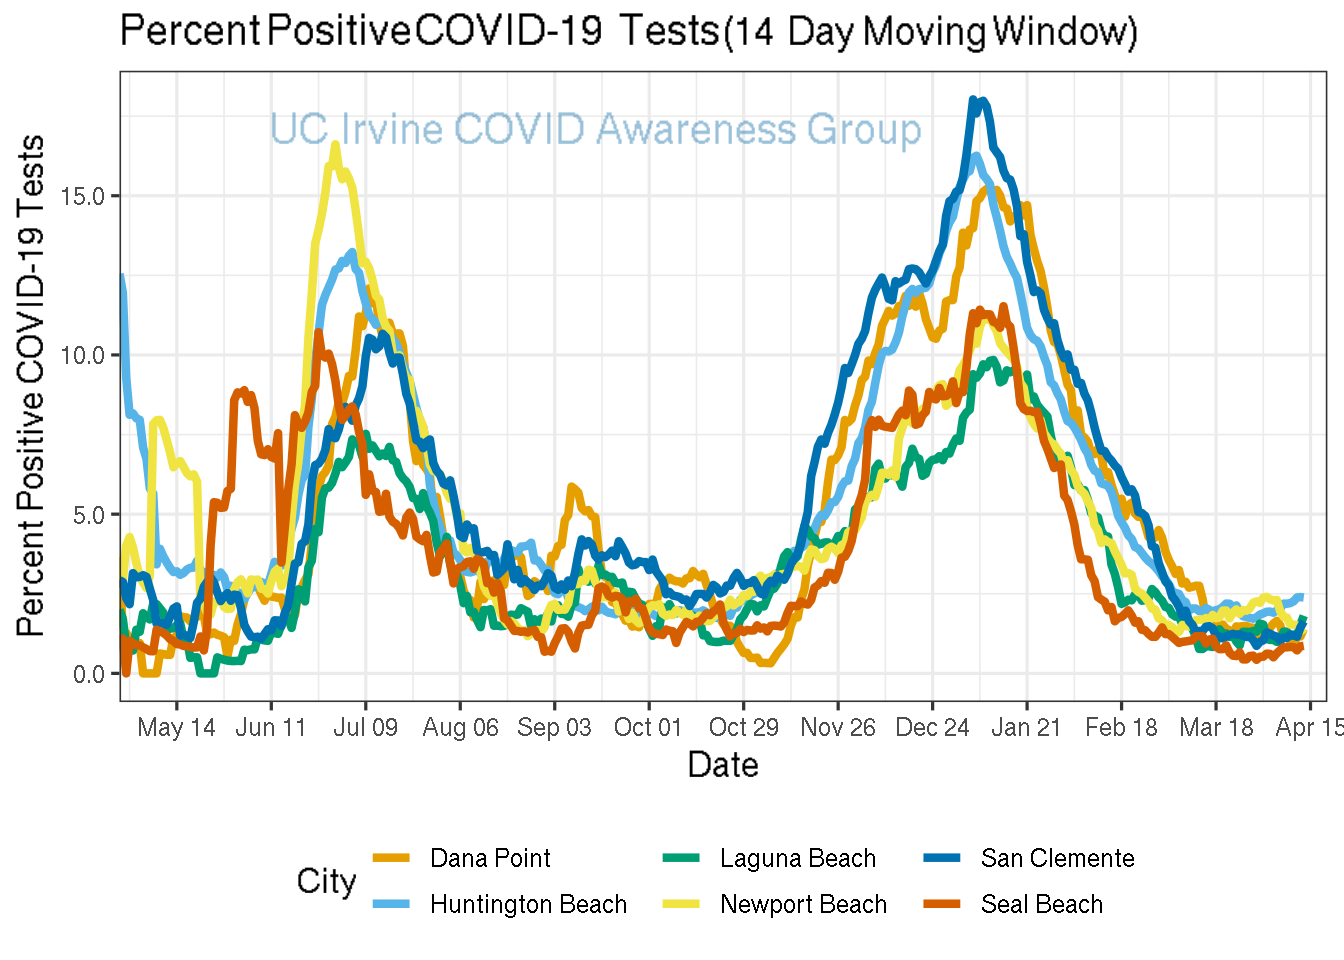 Percent Positive COVID-19 Tests(14 Day Moving Window)
UC Irvine COVID Awareness Group
Percent Positive COVID-19 Tests
15.0
10.0
5.0
0.0
May 14 Jun 11 Jul 09 Aug 06 Sep 03 Oct 01 Oct 29 Nov 26 Dec 24 Jan 21 Feb 18 Mar 18 Apr 15
Date
City
Dana Point Laguna Beach San Clemente
Huntington Beach Newport Beach Seal Beach